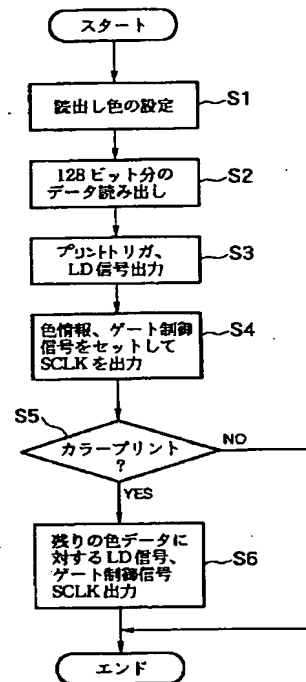 スタート
読出し色の設定
S1
128ビット分の
データ読み出し
S2
プリントトリガ、
LD信号出力
S3
色情報、ゲート制御
信号をセットして
SCLKを出力
S4
S5
カラープリント
?
NO
YES
残りの色データに
対するLD信号、
ゲート制御信号
SCLK出力
S6
エンド